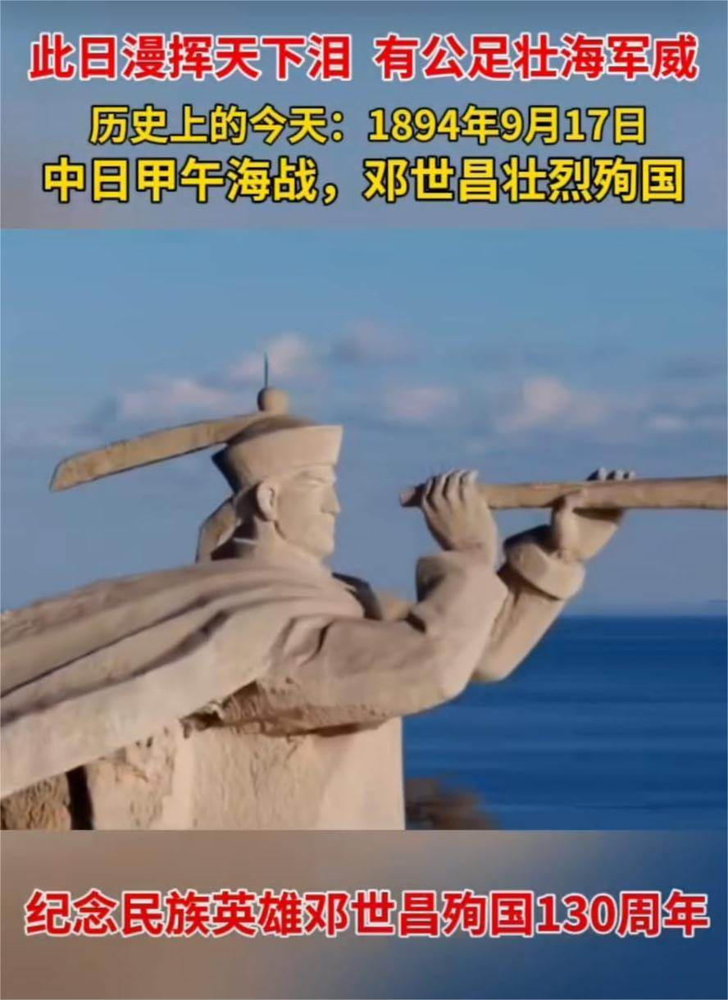 此日漫挥天下泪 有公足壮海军威
历史上的今天：1894年9月17日
中日甲午海战，邓世昌壮烈殉国
纪念民族英雄邓世昌殉国130周年